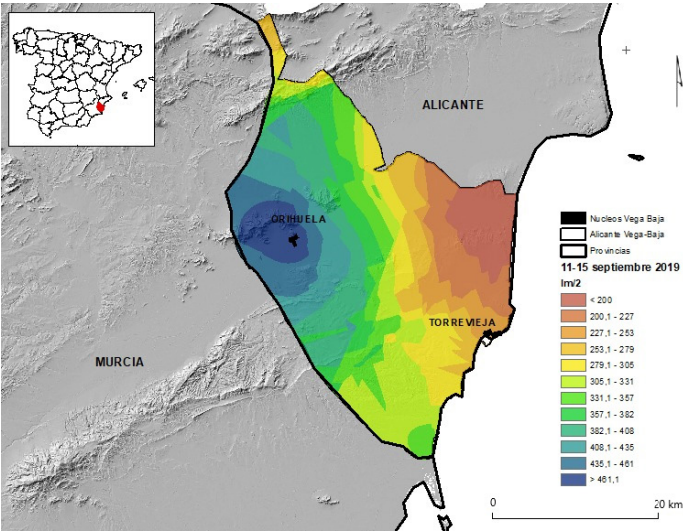 ALICANTE
ORIHUELA
TORREVIEJA
MURCIA
Nucleos Vega Baja
Alicante Vega-Baja
Provincias
11-15 septiembre 2019
lm/2
< 200
200,1 - 227
227,1 - 253
253,1 - 279
279,1 - 305
305,1 - 331
331,1 - 357
357,1 - 382
382,1 - 408
408,1 - 435
435,1 - 461
> 461,1
0 20 km